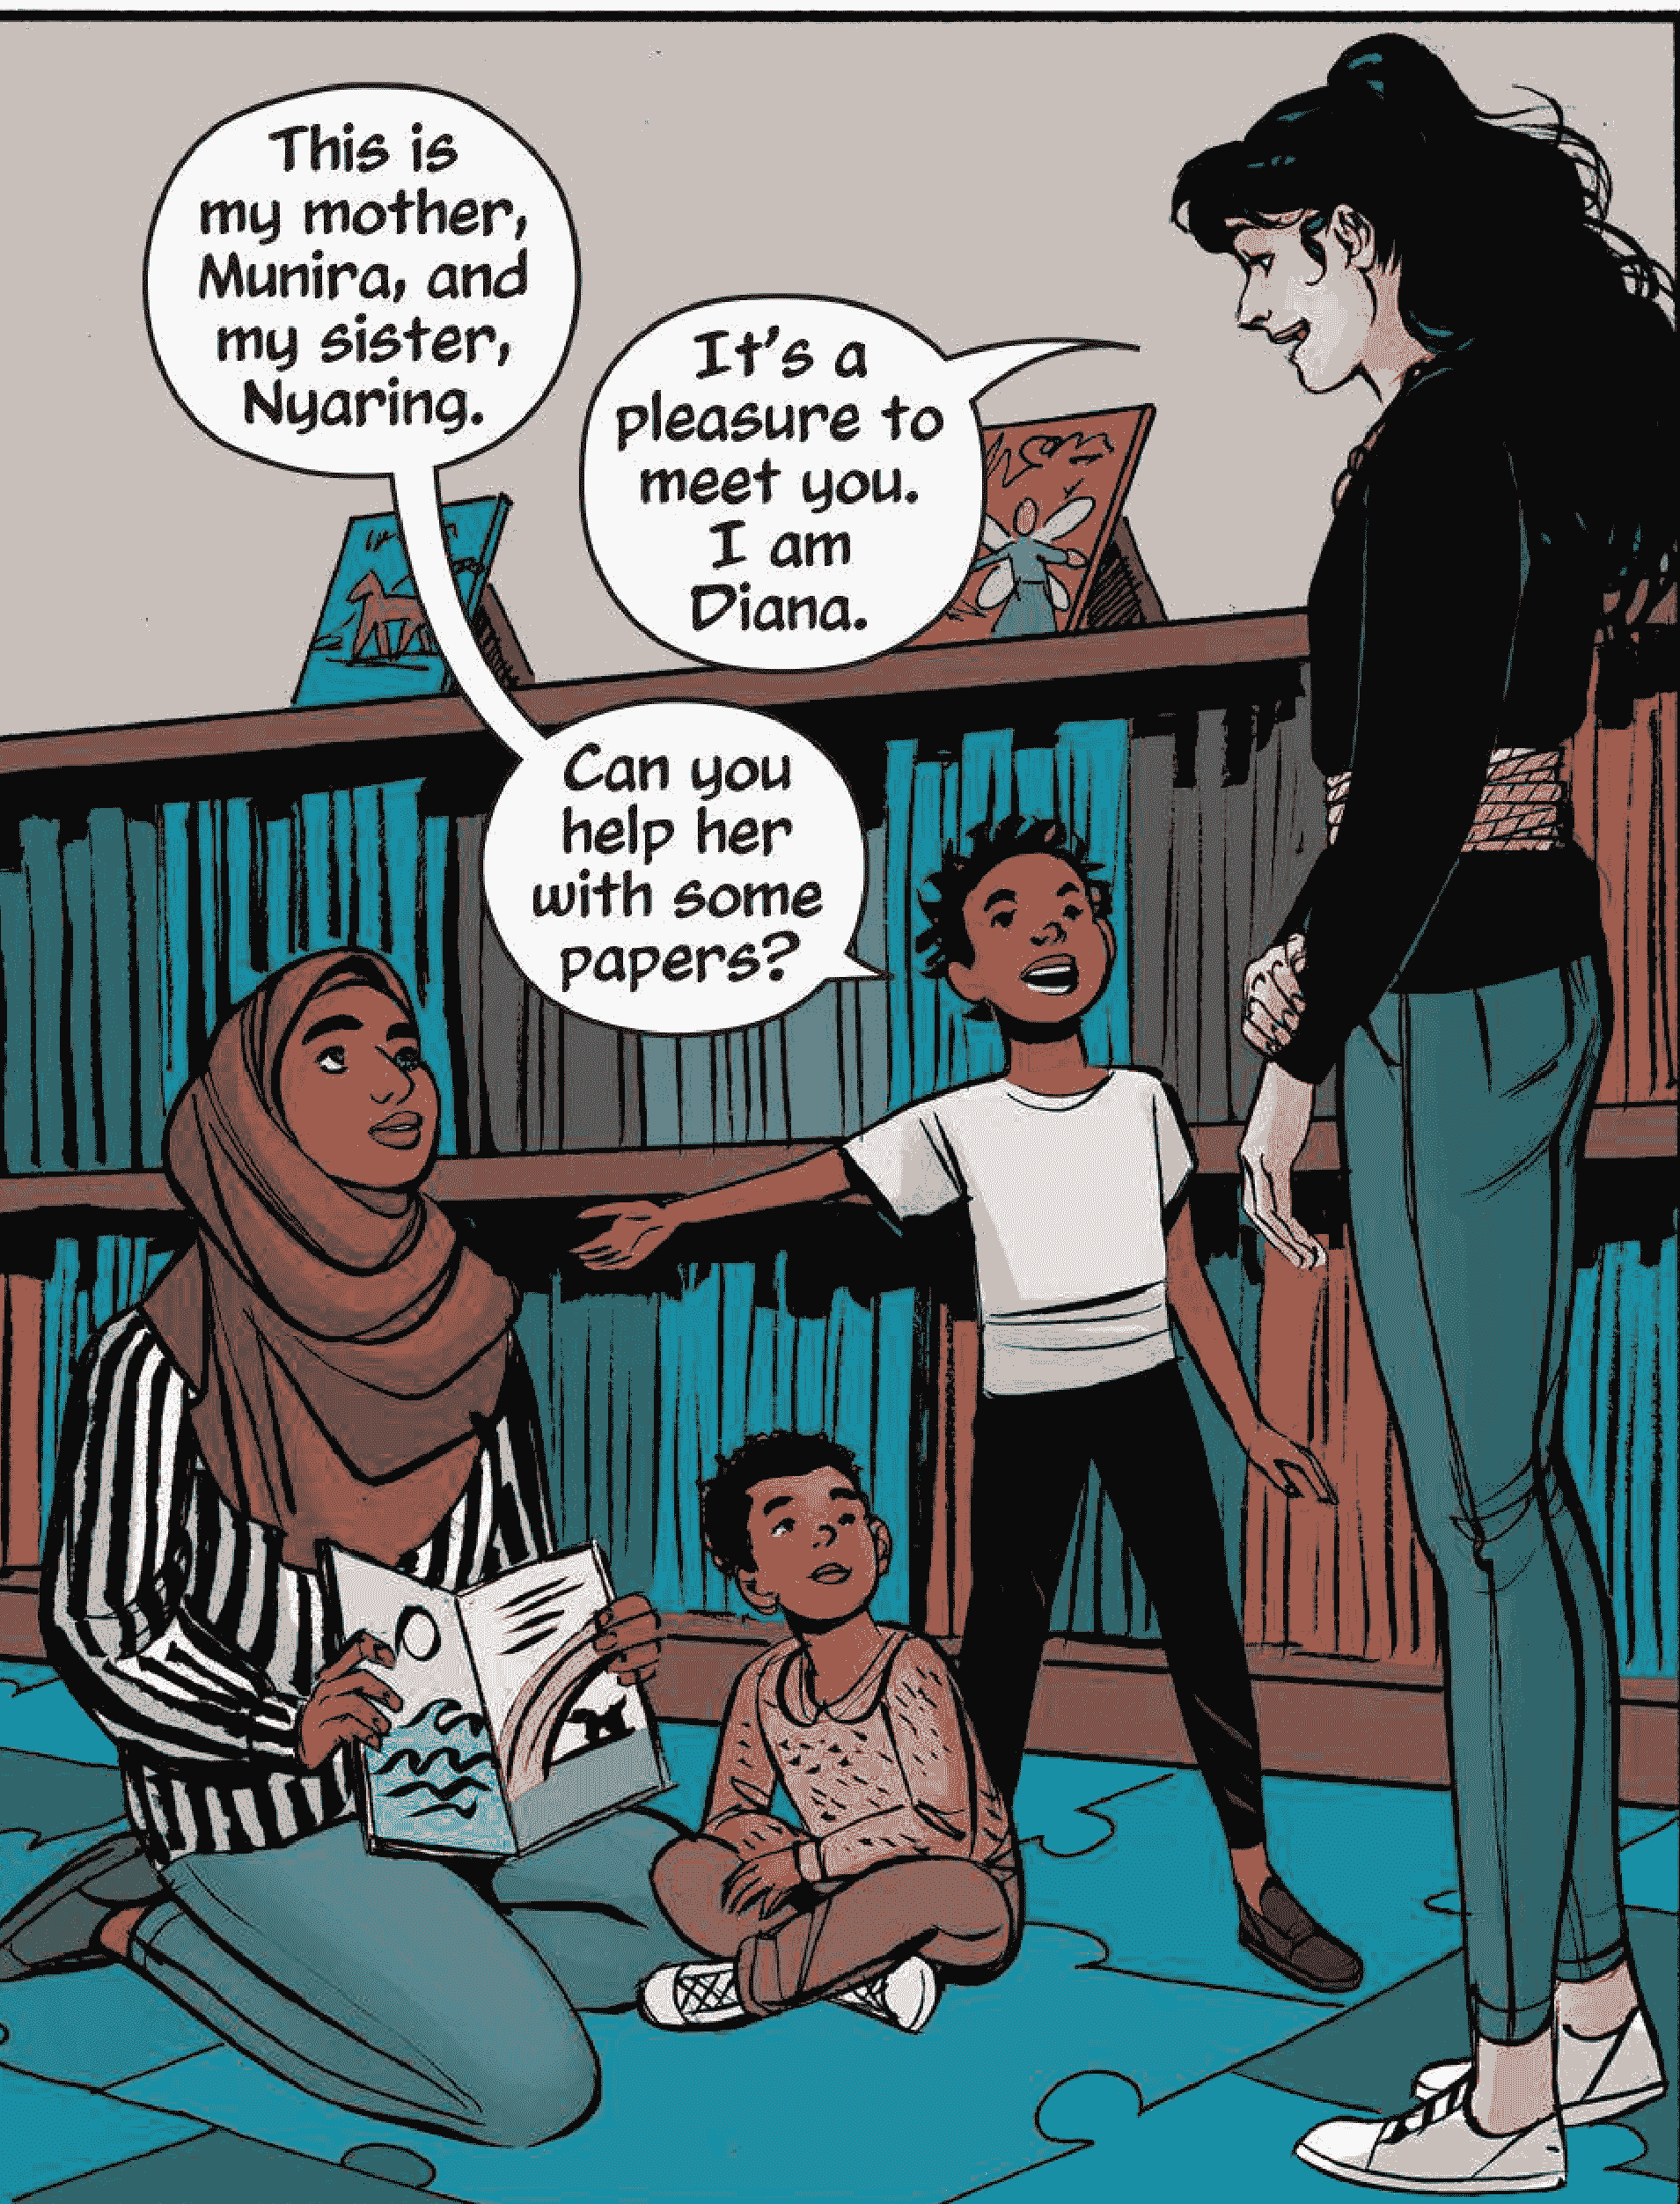 This is
my mother,
Munira, and
my sister,
Nyaring.
It's a
pleasure to
meet you.
I am
Diana.
Can you
help her
with some
papers?